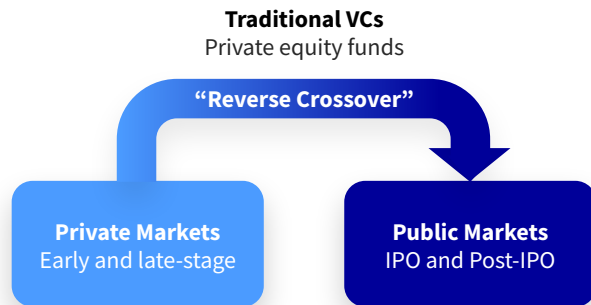 Traditional VCs
Private equity funds
“Reverse Crossover”
Private Markets
Early and late-stage
Public Markets
IPO and Post-IPO